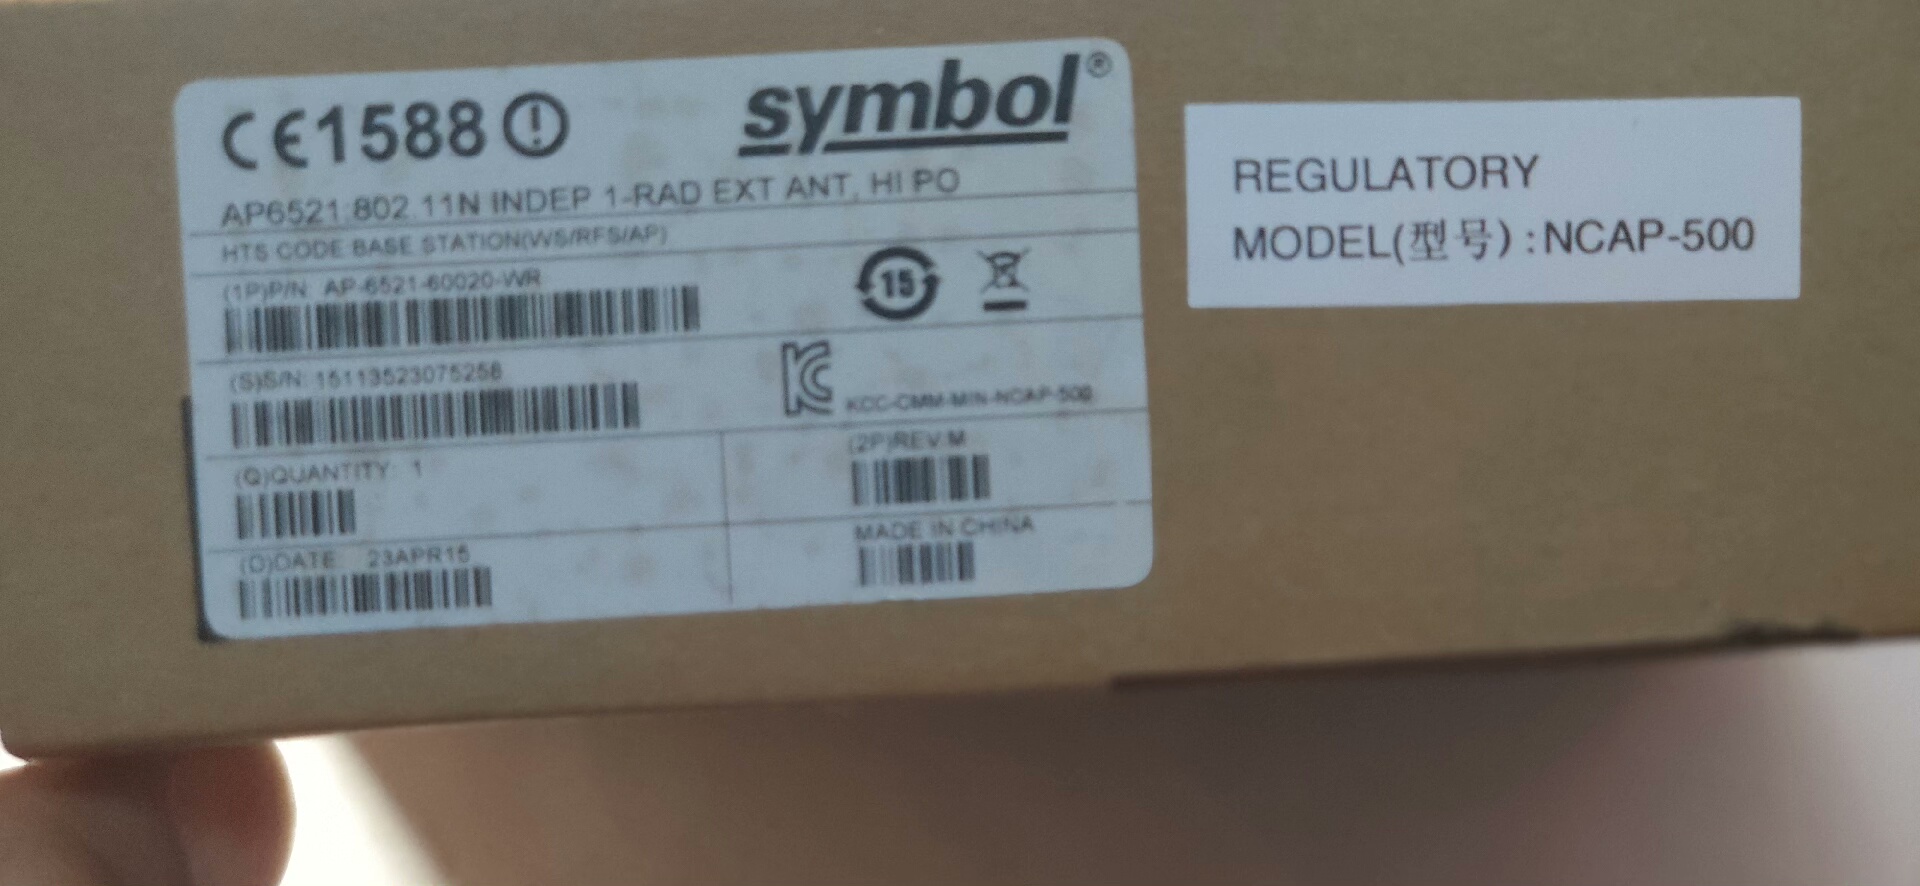 CE1588
symbol®
AP6521:802.11N INDEP 1-RAD EXT ANT, HI PO
HTS CODE BASE STATION(WS/RFS/AP)
(1P)P/N: AP-6521-60020-WR
15
(S)S/N: 15113523075258
KC
KCC-CMM-MIN-NCAP-500
(Q)QUANTITY: 1
(2P)REV:M
(D)DATE: 23APR15
MADE IN CHINA
REGULATORY
MODEL(型号):NCAP-500